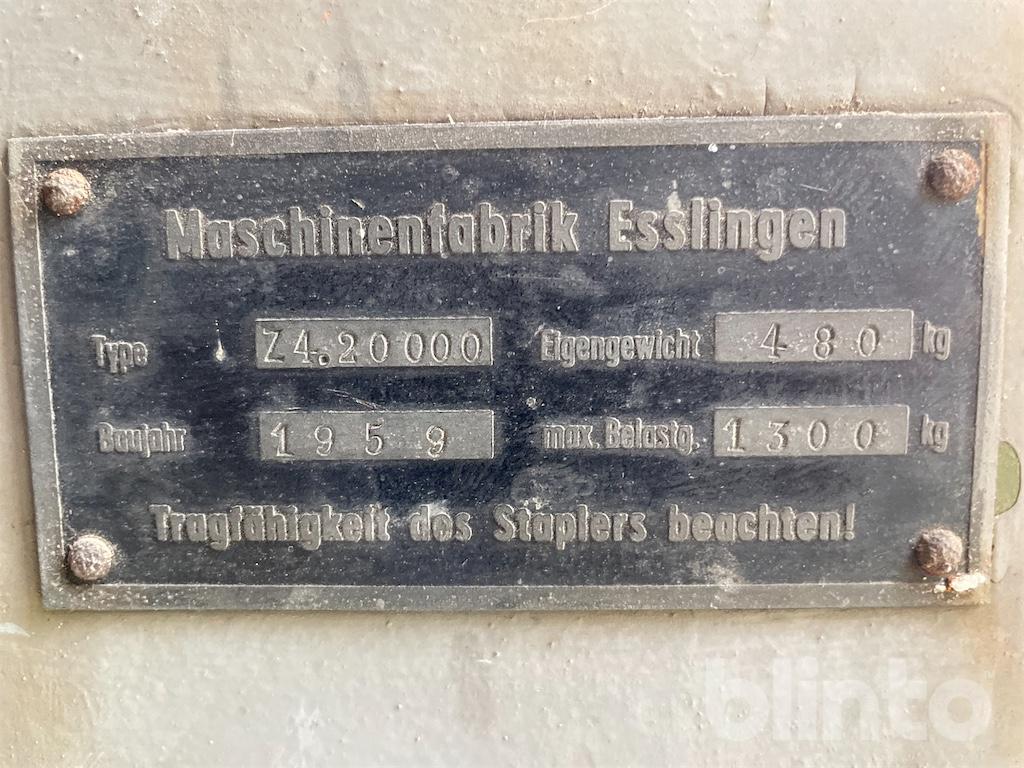 Maschinenfabrik Esslingen
Type Z4.20000 Eigengewicht 480 kg
Baujahr 1959 max. Belastg. 1300 kg
Tragfähigkeit des Staplers beachten!
blinto